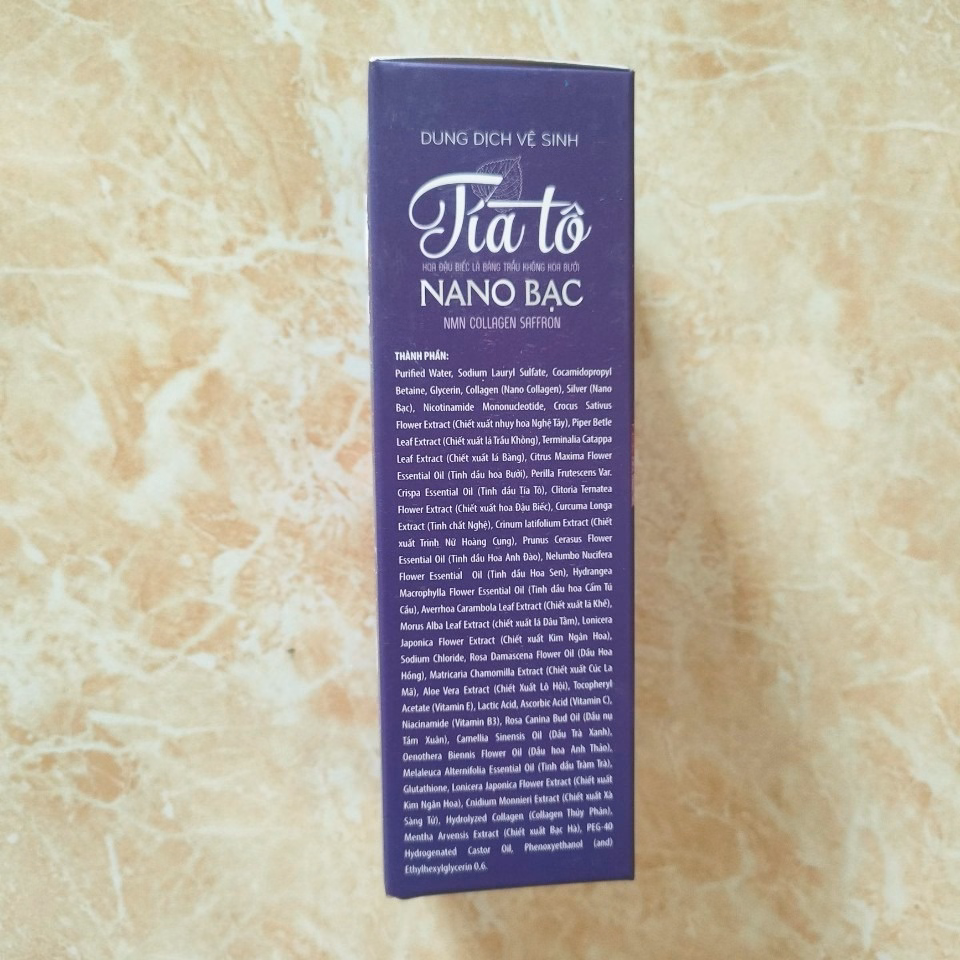 DUNG DỊCH VỆ SINH
Tía tô
HOA ĐẬU BIẾC LÁ BÀNG TRẦU KHÔNG HOA BƯỞI
NANO BẠC
NMN COLLAGEN SAFFRON
THÀNH PHẦN:
Purified Water, Sodium Lauryl Sulfate, Cocamidopropyl
Betaine, Glycerin, Collagen (Nano Collagen), Silver (Nano
Bạc), Nicotinamide Mononucleotide, Crocus Sativus
Flower Extract (Chiết xuất nhụy hoa Nghệ Tây), Piper Betle
Leaf Extract (Chiết xuất lá Trầu Không), Terminalia Catappa
Leaf Extract (Chiết xuất lá Bàng), Citrus Maxima Flower
Essential Oil (Tinh dầu hoa Bưởi), Perilla Frutescens Var.
Crispa Essential Oil (Tinh dầu Tía Tô), Clitoria Ternatea
Flower Extract (Chiết xuất hoa Đậu Biếc), Curcuma Longa
Extract (Tinh chất Nghệ), Crinum latifolium Extract (Chiết
xuất Trinh Nữ Hoàng Cung), Prunus Cerasus Flower
Essential Oil (Tinh dầu Hoa Anh Đào), Nelumbo Nucifera
Flower Essential Oil (Tinh dầu Hoa Sen), Hydrangea
Macrophylla Flower Essential Oil (Tinh dầu hoa Cẩm Tú
Cầu), Averrhoa Carambola Leaf Extract (Chiết xuất lá Khế),
Morus Alba Leaf Extract (chiết xuất lá Dâu Tằm), Lonicera
Japonica Flower Extract (Chiết xuất Kim Ngân Hoa),
Sodium Chloride, Rosa Damascena Flower Oil (Dầu Hoa
Hồng), Matricaria Chamomilla Extract (Chiết xuất Cúc La
Mã), Aloe Vera Extract (Chiết Xuất Lô Hội), Tocopheryl
Acetate (Vitamin E), Lactic Acid, Ascorbic Acid (Vitamin C),
Niacinamide (Vitamin B3), Rosa Canina Bud Oil (Dầu nụ
Tầm Xuân), Camellia Sinensis Oil (Dầu Trà Xanh),
Oenothera Biennis Flower Oil (Dầu hoa Anh Thảo),
Melaleuca Alternifolia Essential Oil (Tinh dầu Tràm Trà),
Glutathione, Lonicera Japonica Flower Extract (Chiết xuất
Kim Ngân Hoa), Cnidium Monnieri Extract (Chiết xuất Xà
Sàng Tử), Hydrolyzed Collagen (Collagen Thủy Phân),
Mentha Arvensis Extract (Chiết xuất Bạc Hà), PEG-40
Hydrogenated Castor Oil, Phenoxyethanol (and)
Ethylhexylglycerin 0.6.